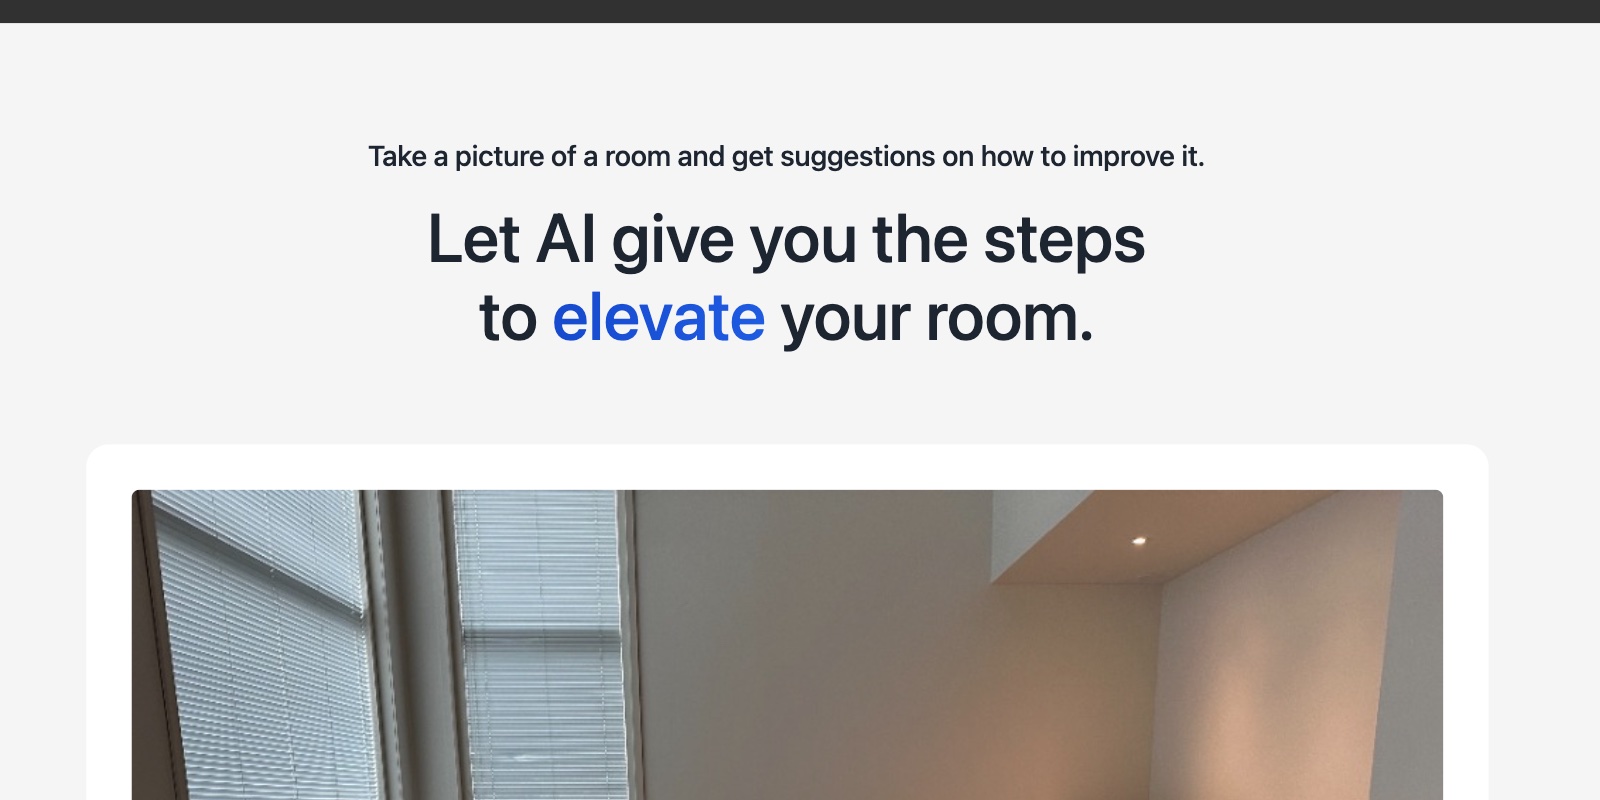 Take a picture of a room and get suggestions on how to improve it.
Let AI give you the steps
to elevate your room.